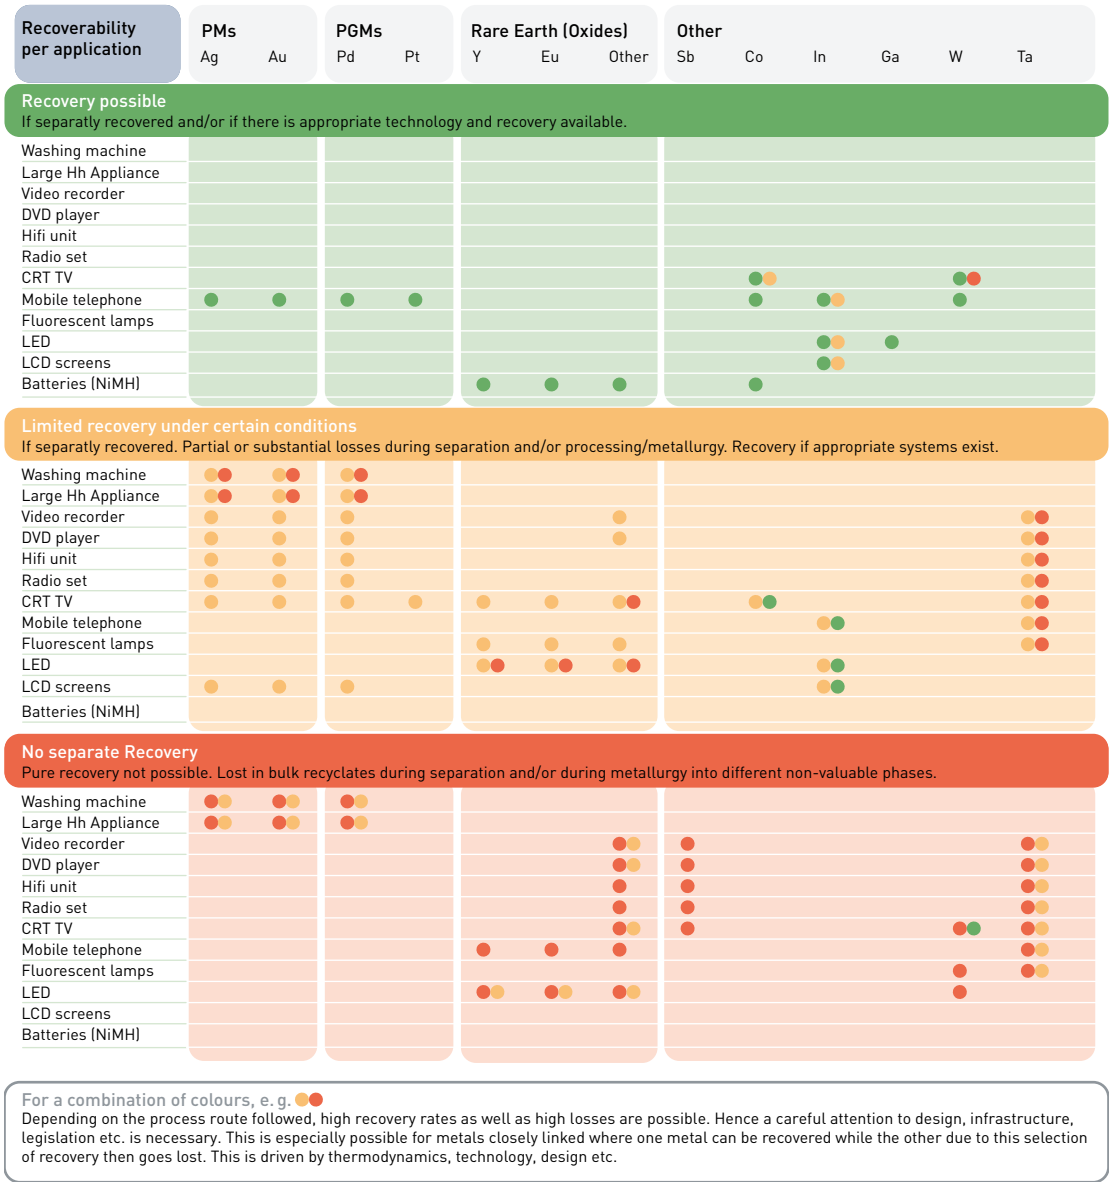 Recoverability
per application
PMs PGMs Rare Earth (Oxides) Other
Ag Au Pd Pt Y Eu Other Sb Co In Ga W Ta
Recovery possible
If separatly recovered and/or if there is appropriate technology and recovery available.
Washing machine
Large Hh Appliance
Video recorder
DVD player
Hifi unit
Radio set
CRT TV
Mobile telephone
Fluorescent lamps
LED
LCD screens
Batteries (NiMH)
Limited recovery under certain conditions
If separatly recovered. Partial or substantial losses during separation and/or processing/metallurgy. Recovery if appropriate systems exist.
Washing machine
Large Hh Appliance
Video recorder
DVD player
Hifi unit
Radio set
CRT TV
Mobile telephone
Fluorescent lamps
LED
LCD screens
Batteries (NiMH)
No separate Recovery
Pure recovery not possible. Lost in bulk recyclates during separation and/or during metallurgy into different non-valuable phases.
Washing machine
Large Hh Appliance
Video recorder
DVD player
Hifi unit
Radio set
CRT TV
Mobile telephone
Fluorescent lamps
LED
LCD screens
Batteries (NiMH)
For a combination of colours, e. g.
Depending on the process route followed, high recovery rates as well as high losses are possible. Hence a careful attention to design, infrastructure,
legislation etc. is necessary. This is especially possible for metals closely linked where one metal can be recovered while the other due to this selection
of recovery then goes lost. This is driven by thermodynamics, technology, design etc.